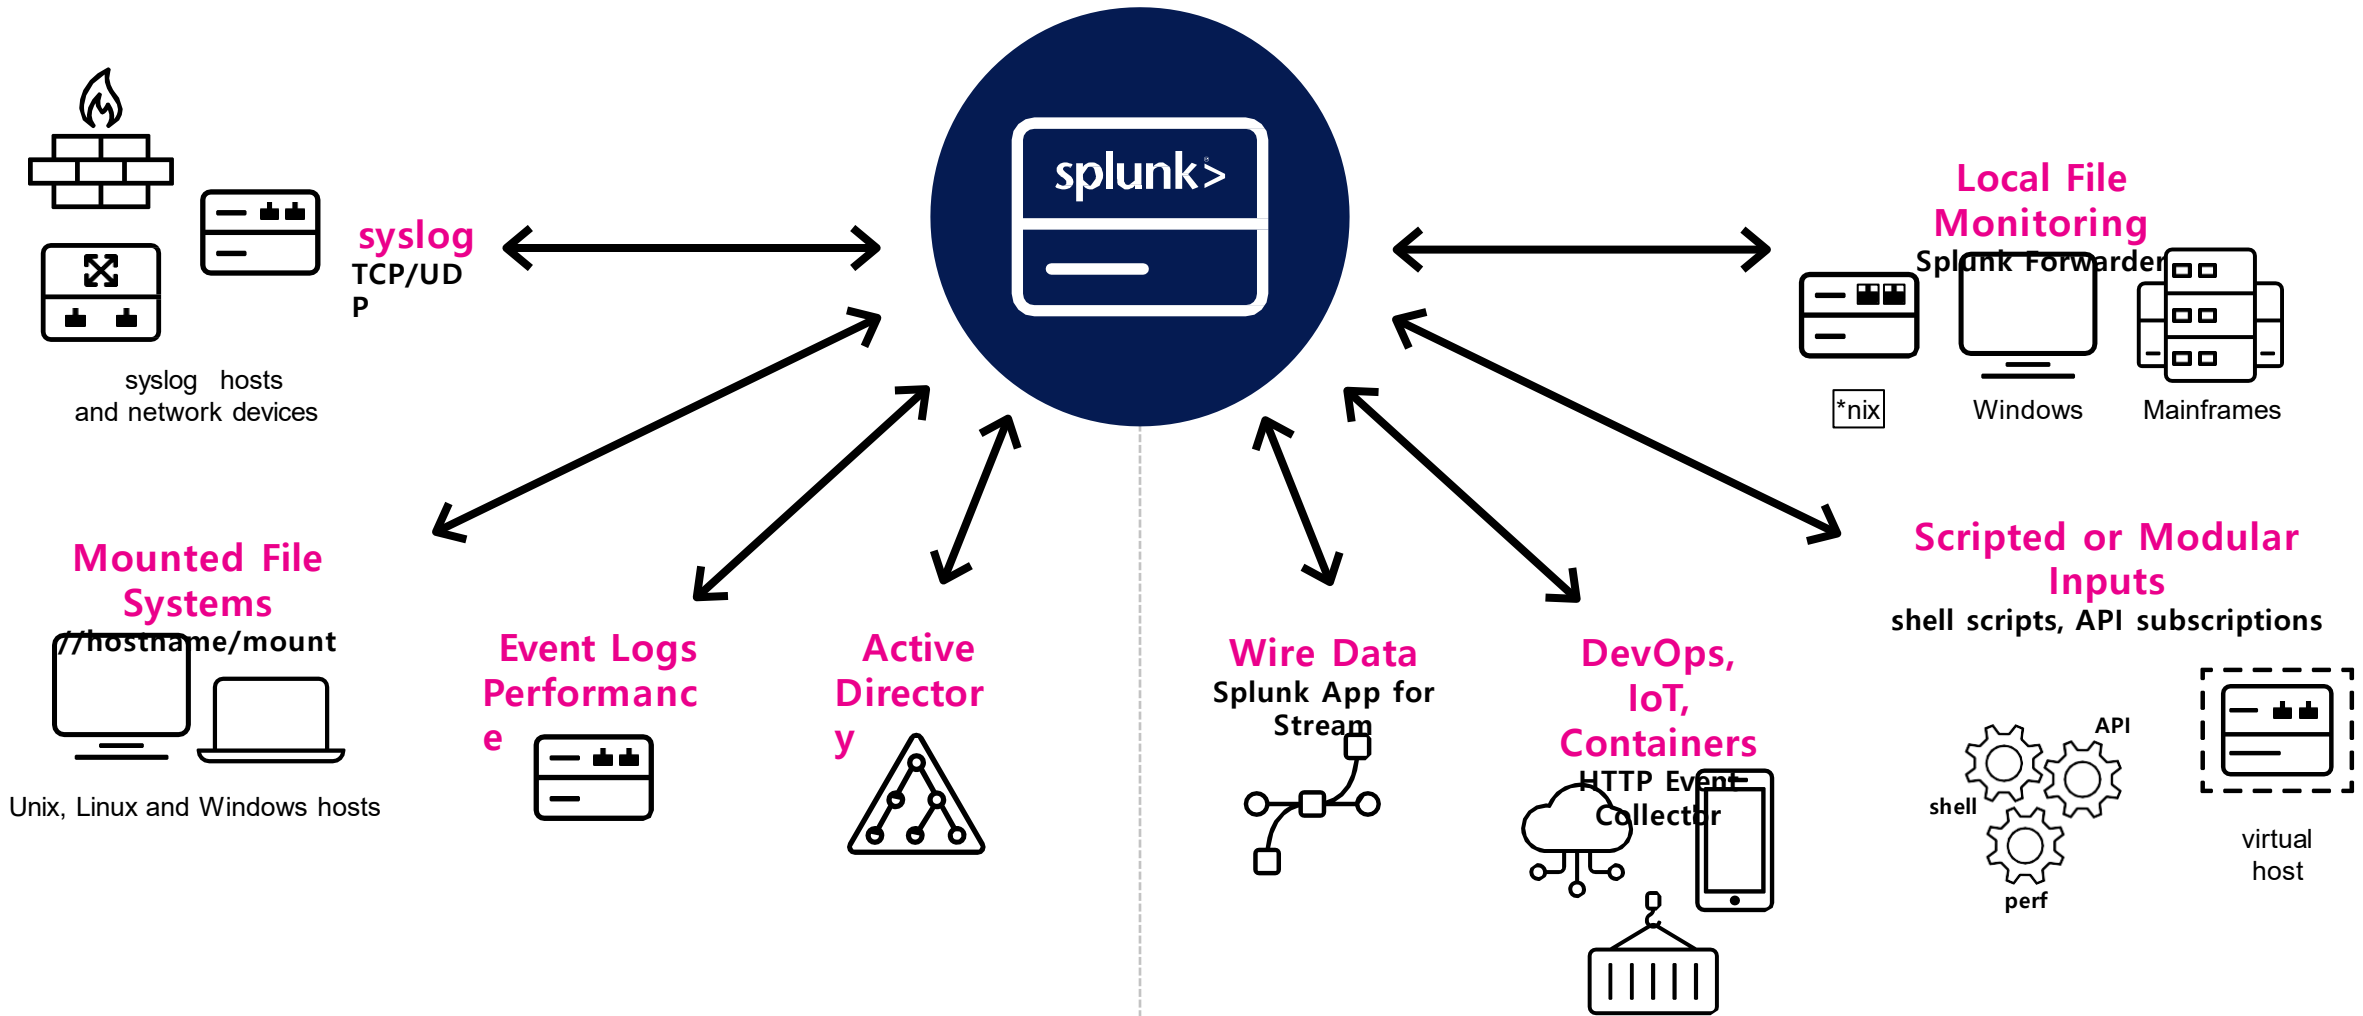 splunk>
syslog
TCP/UD
P
syslog hosts
and network devices
Mounted File
Systems
//hostname/mount
Unix, Linux and Windows hosts
Event Logs
Performanc
e
Active
Director
y
Wire Data
Splunk App for
Stream
DevOps,
IoT,
Containers
HTTP Event
Collector
Local File
Monitoring
Splunk Forwarder
*nix
Windows
Mainframes
Scripted or Modular
Inputs
shell scripts, API subscriptions
API
shell
perf
virtual
host